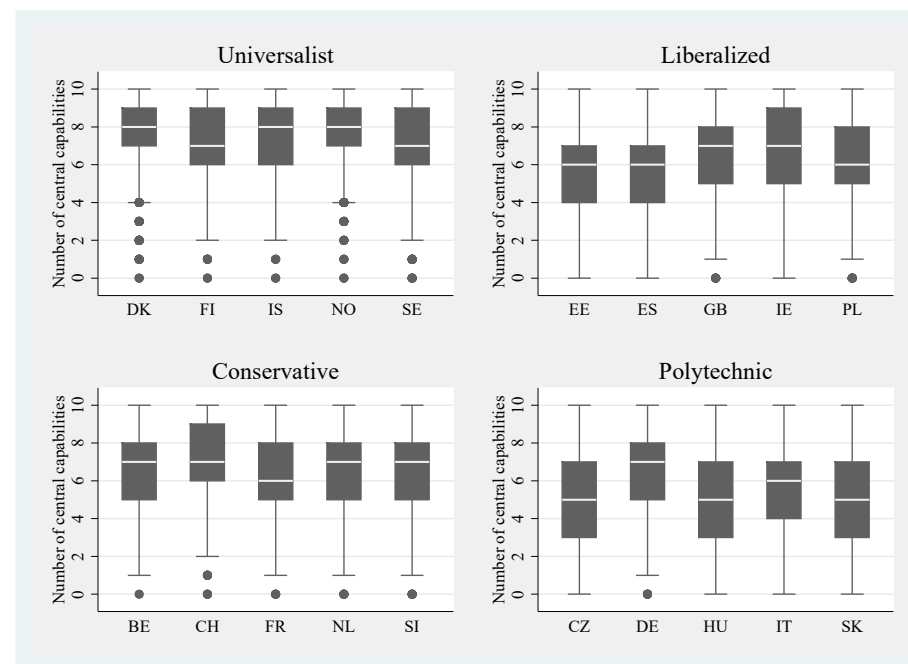 Universalist
Number of central capabilities
10
8
6
4
2
0
DK FI IS NO SE
Liberalized
Number of central capabilities
10
8
6
4
2
0
EE ES GB IE PL
Conservative
Number of central capabilities
10
8
6
4
2
0
BE CH FR NL SI
Polytechnic
Number of central capabilities
10
8
6
4
2
0
CZ DE HU IT SK